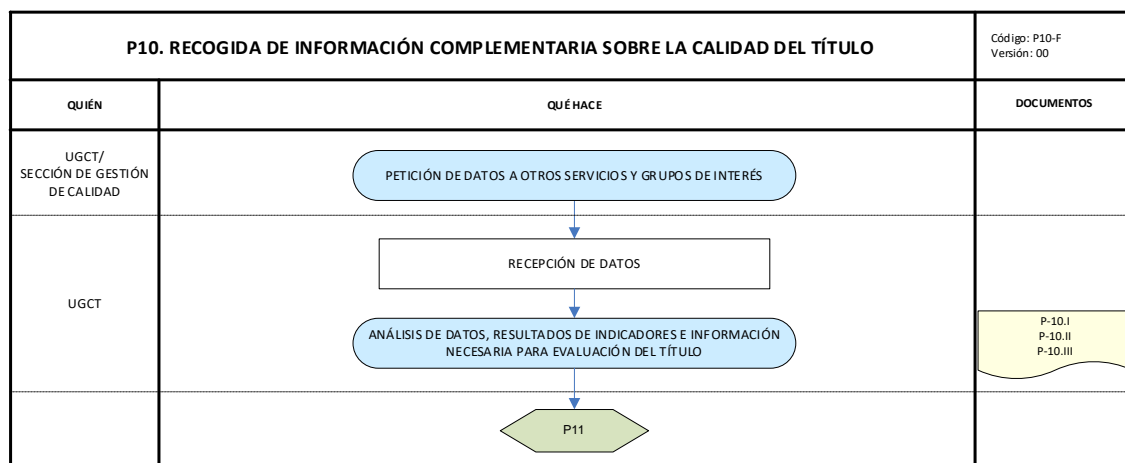 P10. RECOGIDA DE INFORMACIÓN COMPLEMENTARIA SOBRE LA CALIDAD DEL TÍTULO
Código: P10-F
Versión: 00
QUIÉN
QUÉ HACE
DOCUMENTOS
UGCT/
SECCIÓN DE GESTIÓN
DE CALIDAD
PETICIÓN DE DATOS A OTROS SERVICIOS Y GRUPOS DE INTERÉS
UGCT
RECEPCIÓN DE DATOS
ANÁLISIS DE DATOS, RESULTADOS DE INDICADORES E INFORMACIÓN
NECESARIA PARA EVALUACIÓN DEL TÍTULO
P-10.I
P-10.II
P-10.III
P11